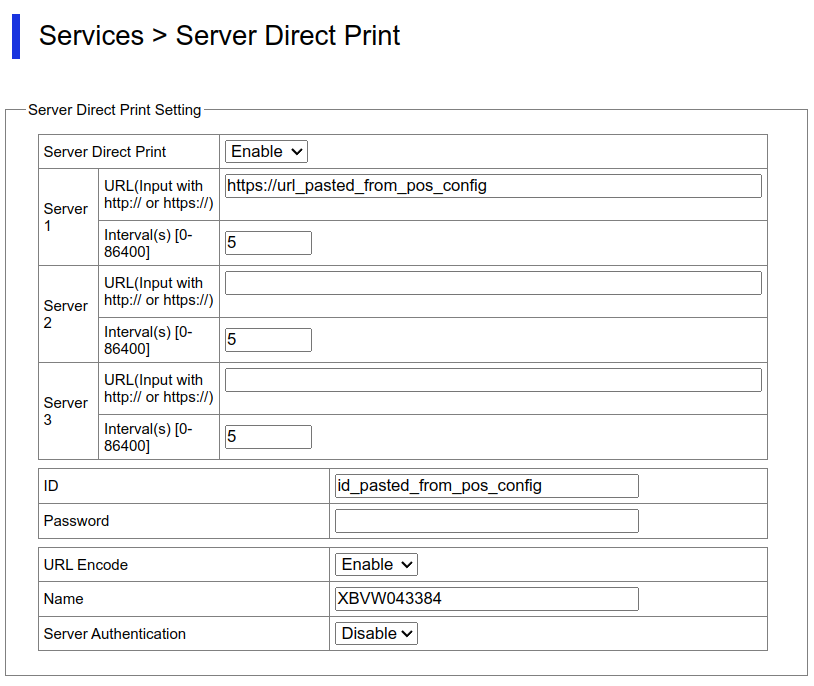 Services > Server Direct Print
Server Direct Print Setting
Server Direct Print
Enable
Server
1
URL(Input with
http:// or https://)
https://url_pasted_from_pos_config
Interval(s) [0-
86400]
5
Server
2
URL(Input with
http:// or https://)
Interval(s) [0-
86400]
5
Server
3
URL(Input with
http:// or https://)
Interval(s) [0-
86400]
5
ID
id_pasted_from_pos_config
Password
URL Encode
Enable
Name
XBVW043384
Server Authentication
Disable